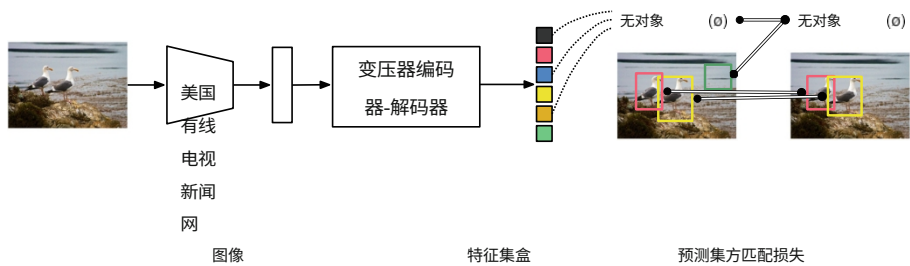 无对象 (ø) 无对象 (ø)
美国
有线
电视
新闻
网
变压器编码
器-解码器
图像 特征集盒 预测集方匹配损失